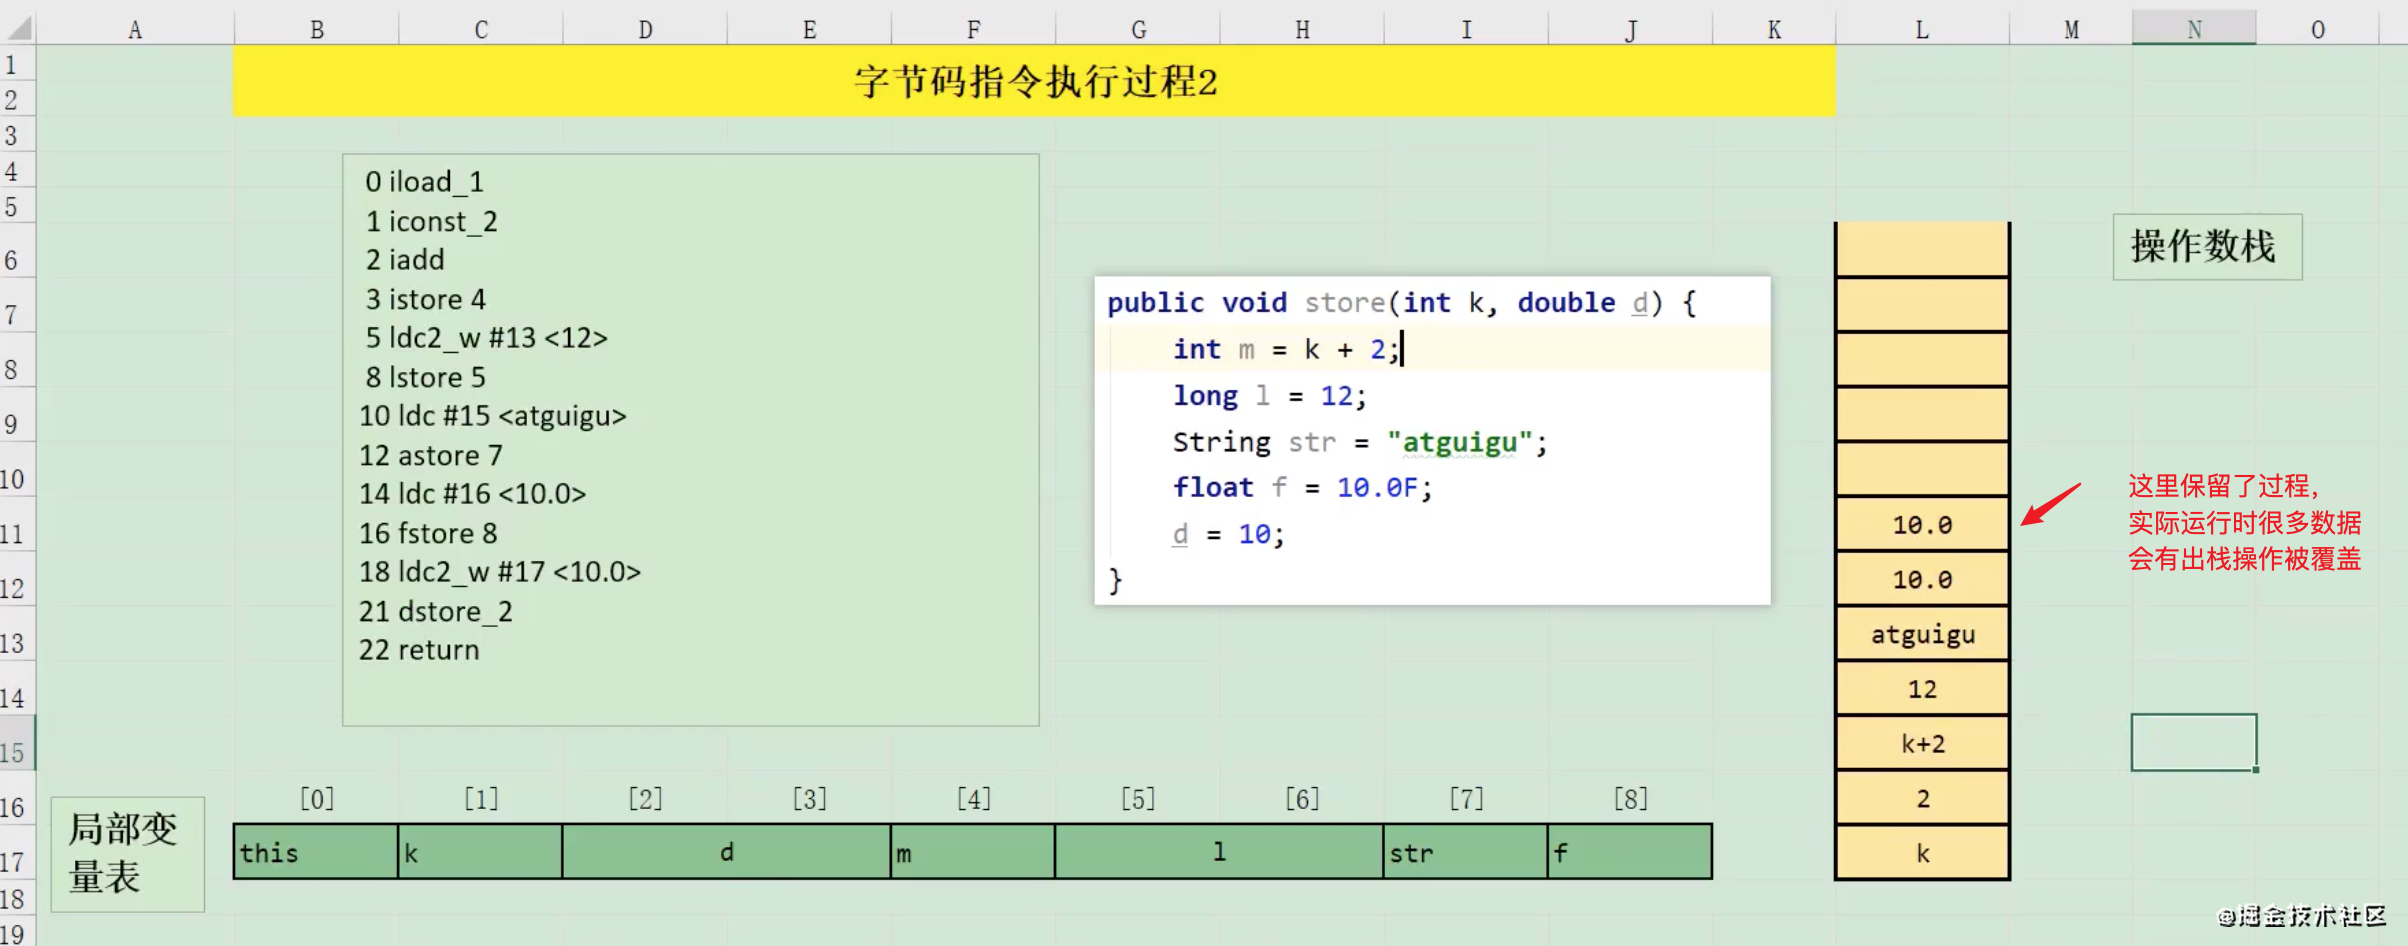 A B C D E F G H I J K L M N O
1
2
3
4
5
6
7
8
9
10
11
12
13
14
15
16
17
18
19
字节码指令执行过程2
0 iload_1
1 iconst_2
2 iadd
3 istore 4
5 ldc2_w #13 <12>
8 lstore 5
10 ldc #15 <atguigu>
12 astore 7
14 ldc #16 <10.0>
16 fstore 8
18 ldc2_w #17 <10.0>
21 dstore_2
22 return
public void store(int k, double d) {
int m = k + 2;
long l = 12;
String str = "atguigu";
float f = 10.0F;
d = 10;
}
操作数栈
10.0
10.0
atguigu
12
k+2
2
k
这里保留了过程,
实际运行时很多数据
会有出栈操作被覆盖
局部变
量表
[0] [1] [2] [3] [4] [5] [6] [7] [8]
this k d m l str f
@掘金技术社区